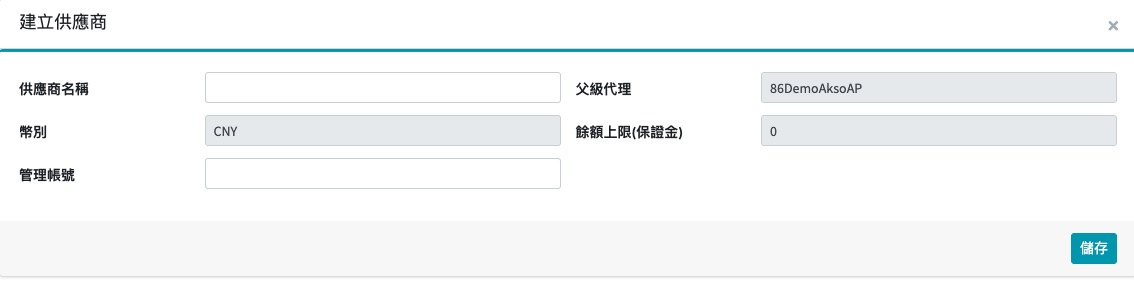 建立供應商
×
供應商名稱
父級代理 86DemoAksoAP
幣別 CNY
餘額上限(保證金) 0
管理帳號
儲存